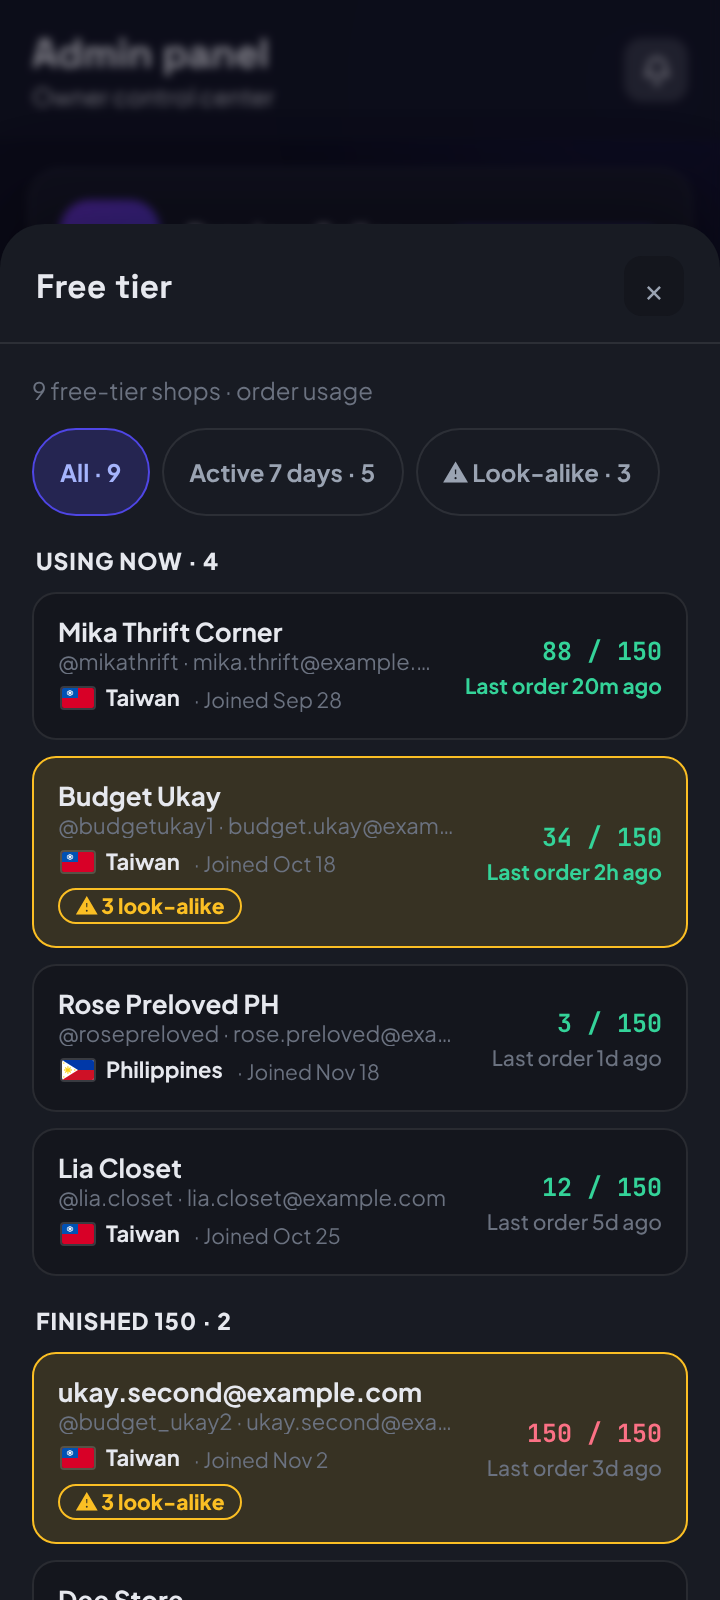 Admin panel
Owner control center
Free tier
×
9 free-tier shops · order usage
All · 9
Active 7 days · 5
⚠ Look-alike · 3
USING NOW · 4
Mika Thrift Corner
@mikathrift · mika.thrift@example.…
Taiwan · Joined Sep 28
88 / 150
Last order 20m ago
Budget Ukay
@budgetukay1 · budget.ukay@exam…
Taiwan · Joined Oct 18
⚠ 3 look-alike
34 / 150
Last order 2h ago
Rose Preloved PH
@rosepreloved · rose.preloved@exa…
Philippines · Joined Nov 18
3 / 150
Last order 1d ago
Lia Closet
@lia.closet · lia.closet@example.com
Taiwan · Joined Oct 25
12 / 150
Last order 5d ago
FINISHED 150 · 2
ukay.second@example.com
@budget_ukay2 · ukay.second@exa…
Taiwan · Joined Nov 2
⚠ 3 look-alike
150 / 150
Last order 3d ago